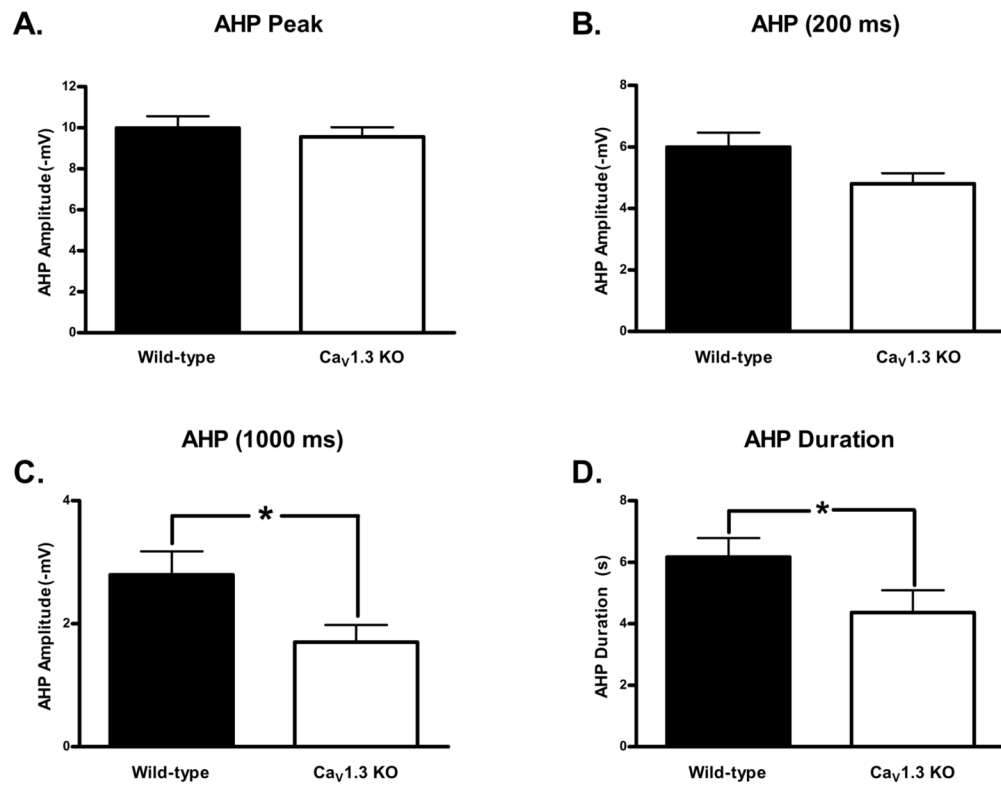 A.
AHP Peak
AHP Amplitude (-mV)
12
10
8
6
4
2
0
Wild-type
CaV1.3 KO
B.
AHP (200 ms)
AHP Amplitude (-mV)
8
6
4
2
0
Wild-type
CaV1.3 KO
C.
AHP (1000 ms)
AHP Amplitude (-mV)
4
2
0
*
Wild-type
CaV1.3 KO
D.
AHP Duration
AHP Duration (s)
8
6
4
2
0
*
Wild-type
CaV1.3 KO